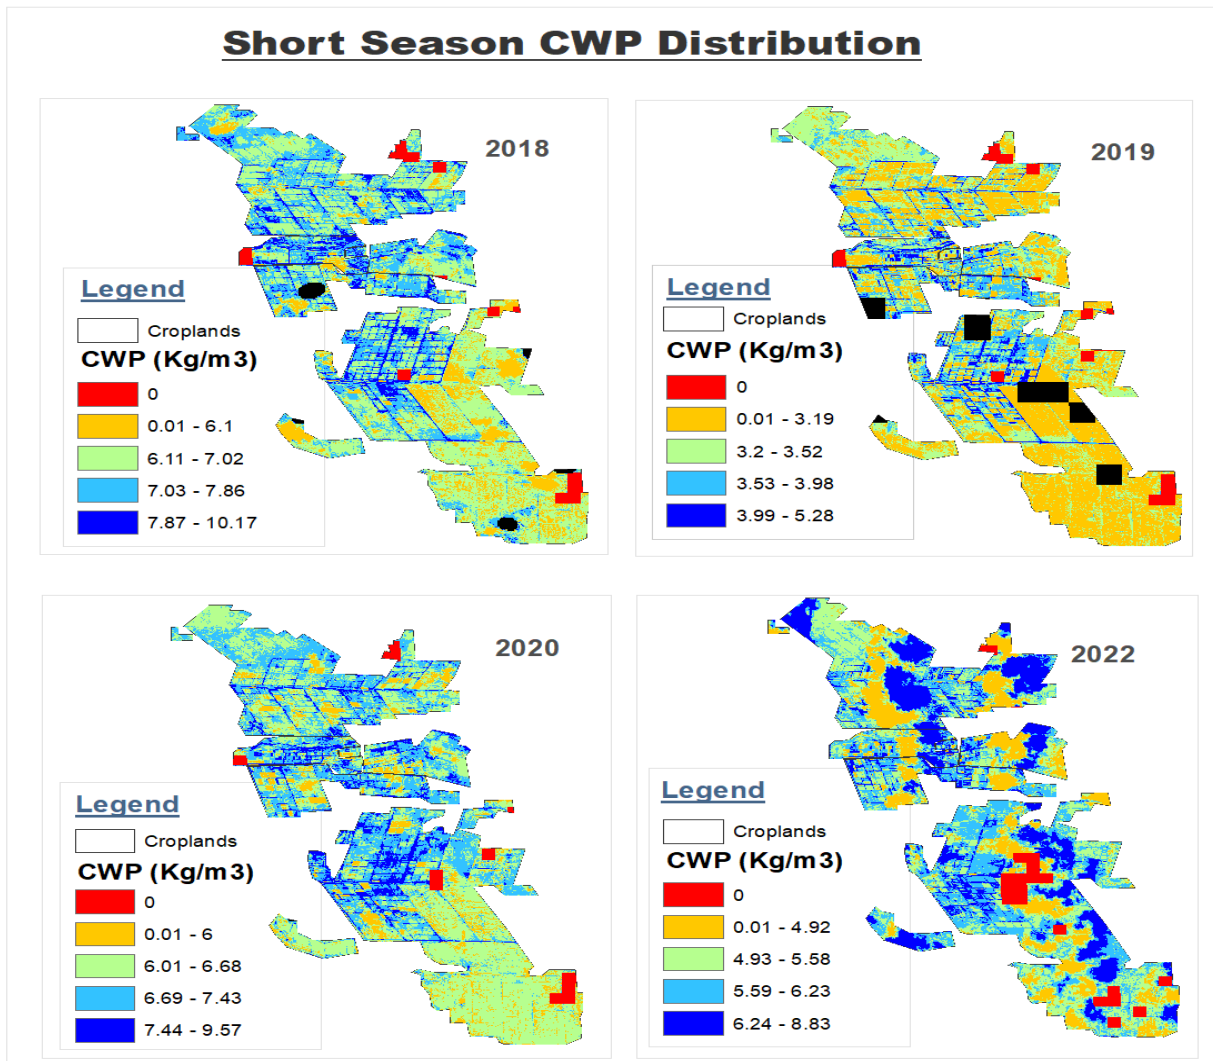 Short Season CWP Distribution
2018
Legend
Croplands
CWP (Kg/m3)
0
0.01 - 6.1
6.11 - 7.02
7.03 - 7.86
7.87 - 10.17
2019
Legend
Croplands
CWP (Kg/m3)
0
0.01 - 3.19
3.2 - 3.52
3.53 - 3.98
3.99 - 5.28
2020
Legend
Croplands
CWP (Kg/m3)
0
0.01 - 6
6.01 - 6.68
6.69 - 7.43
7.44 - 9.57
2022
Legend
Croplands
CWP (Kg/m3)
0
0.01 - 4.92
4.93 - 5.58
5.59 - 6.23
6.24 - 8.83